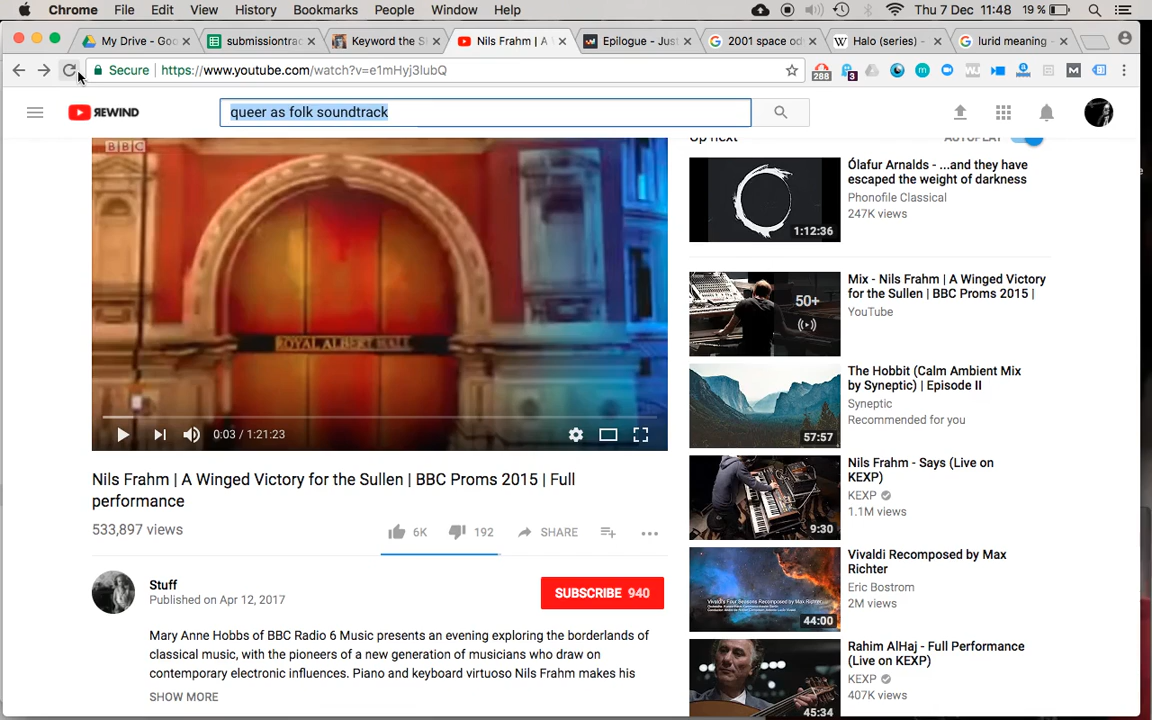 Chrome File Edit View History Bookmarks People Window Help Thu 7 Dec 11:48 19 %
My Drive - Goo submissiontrac Keyword the S Nils Frahm | A Epilogue - Just 2001 space od Halo (series) - lurid meaning -
Secure https://www.youtube.com/watch?v=e1mHyj3lubQ 288 3
REWIND queer as folk soundtrack
BBC
ROYAL ALBERT HALL
0:03 / 1:21:23
Nils Frahm | A Winged Victory for the Sullen | BBC Proms 2015 | Full
performance
533,897 views
6K 192 SHARE
Stuff
Published on Apr 12, 2017
SUBSCRIBE 940
Mary Anne Hobbs of BBC Radio 6 Music presents an evening exploring the borderlands of
classical music, with the pioneers of a new generation of musicians who draw on
contemporary electronic influences. Piano and keyboard virtuoso Nils Frahm makes his
SHOW MORE
Up next AUTOPLAY
Ólafur Arnalds - ...and they have
escaped the weight of darkness
Phonofile Classical
247K views
1:12:36
Mix - Nils Frahm | A Winged Victory
for the Sullen | BBC Proms 2015 |
YouTube
50+
The Hobbit (Calm Ambient Mix
by Syneptic) | Episode II
Syneptic
Recommended for you
57:57
Nils Frahm - Says (Live on
KEXP)
KEXP
1.1M views
9:30
Vivaldi Recomposed by Max
Richter
Eric Bostrom
2M views
44:00
Rahim AlHaj - Full Performance
(Live on KEXP)
KEXP
407K views
45:34